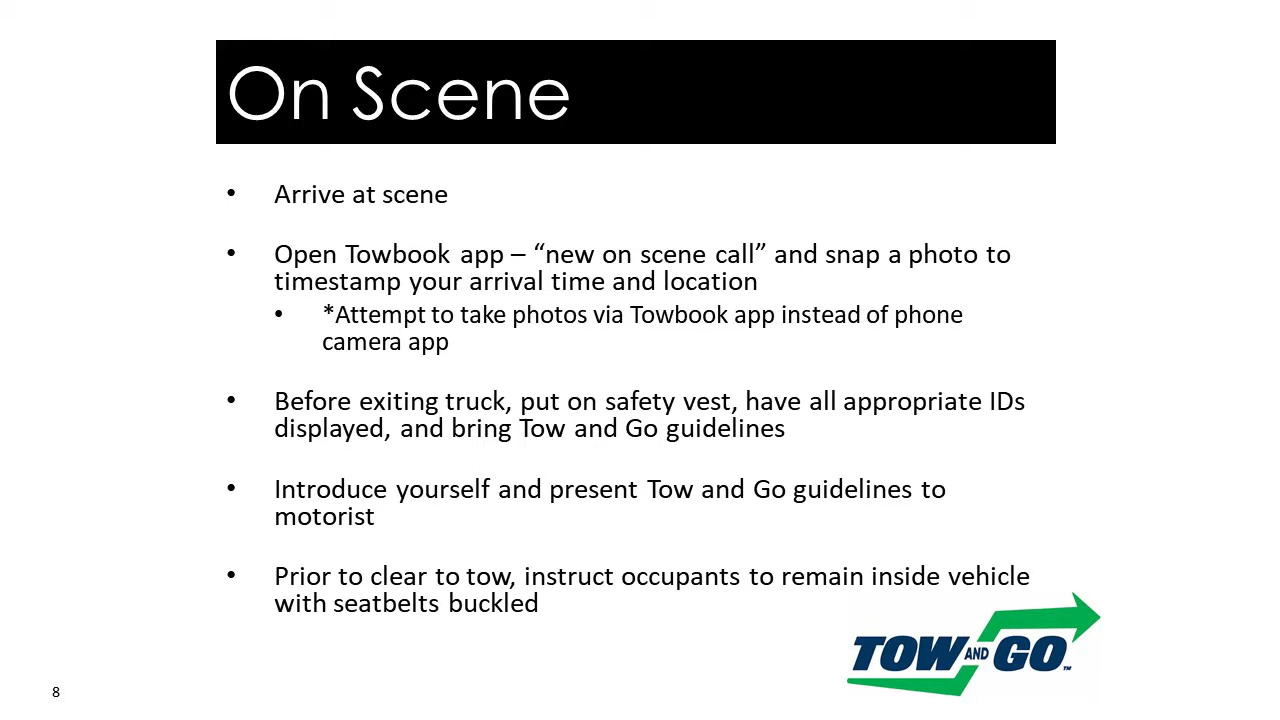 On Scene
• Arrive at scene
• Open Towbook app – “new on scene call” and snap a photo to
timestamp your arrival time and location
• *Attempt to take photos via Towbook app instead of phone
camera app
• Before exiting truck, put on safety vest, have all appropriate IDs
displayed, and bring Tow and Go guidelines
• Introduce yourself and present Tow and Go guidelines to
motorist
• Prior to clear to tow, instruct occupants to remain inside vehicle
with seatbelts buckled
TOW AND GO™
8